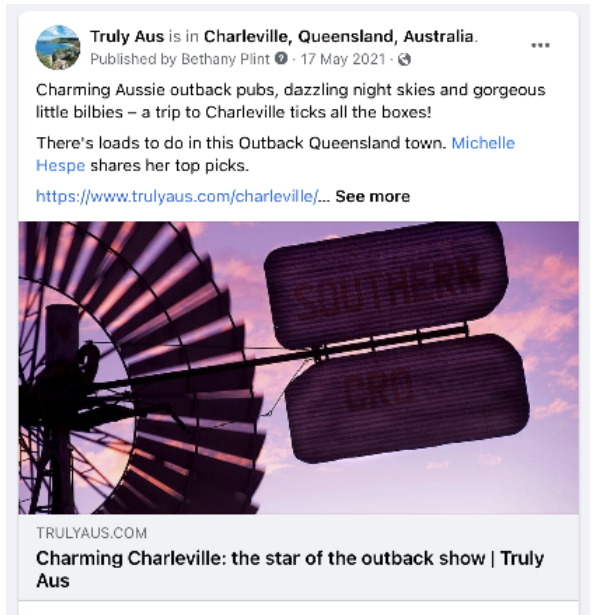 Truly Aus is in Charleville, Queensland, Australia.
Published by Bethany Plint · 17 May 2021 ·
Charming Aussie outback pubs, dazzling night skies and gorgeous
little bilbies – a trip to Charleville ticks all the boxes!
There's loads to do in this Outback Queensland town. Michelle
Hespe shares her top picks.
https://www.trulyaus.com/charleville/... See more
SOUTHERN
CRO
TRULYAUS.COM
Charming Charleville: the star of the outback show | Truly
Aus